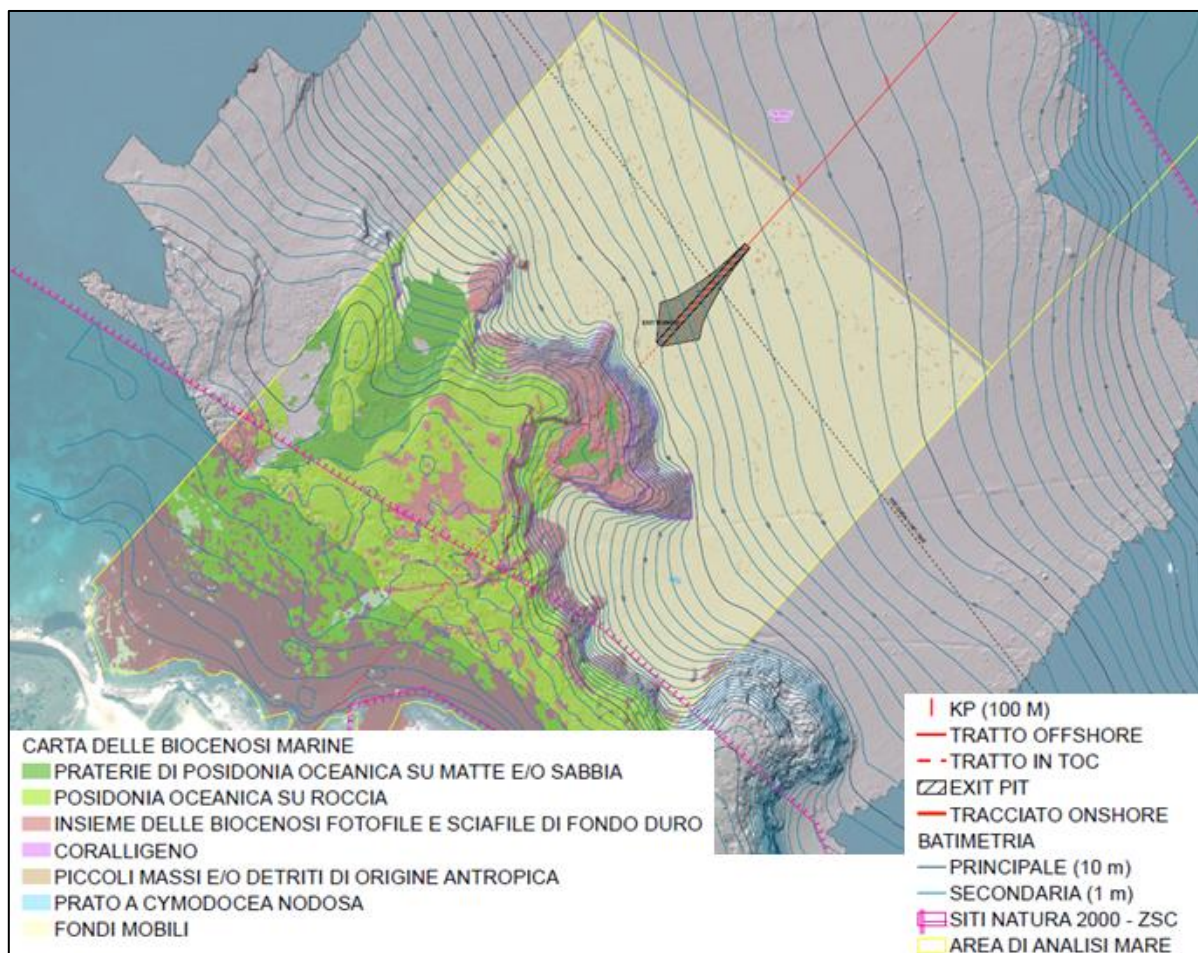 CARTA DELLE BIOCENOSI MARINE
PRATERIE DI POSIDONIA OCEANICA SU MATTE E/O SABBIA
POSIDONIA OCEANICA SU ROCCIA
INSIEME DELLE BIOCENOSI FOTOFILE E SCIAFILE DI FONDO DURO
CORALLIGENO
PICCOLI MASSI E/O DETRITI DI ORIGINE ANTROPICA
PRATO A CYMODOCEA NODOSA
FONDI MOBILI
KP (100 M)
TRATTO OFFSHORE
TRATTO IN TOC
EXIT PIT
TRACCIATO ONSHORE
BATIMETRIA
PRINCIPALE (10 m)
SECONDARIA (1 m)
SITI NATURA 2000 - ZSC
AREA DI ANALISI MARE